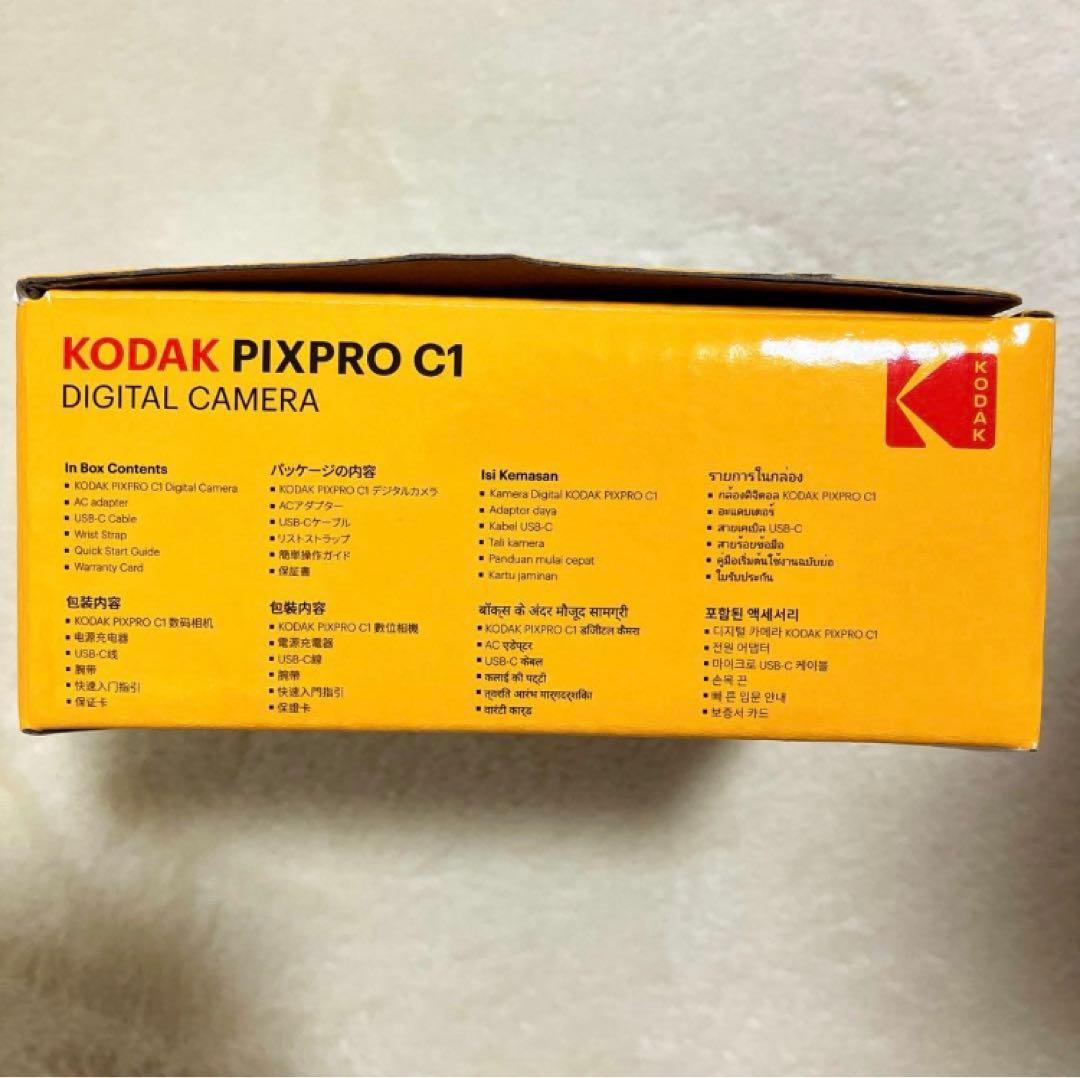 KODAK PIXPRO C1
DIGITAL CAMERA
KODAK
In Box Contents
▪ KODAK PIXPRO C1 Digital Camera
▪ AC adapter
▪ USB-C Cable
▪ Wrist Strap
▪ Quick Start Guide
▪ Warranty Card
パッケージの内容
▪ KODAK PIXPRO C1 デジタルカメラ
▪ ACアダプター
▪ USB-Cケーブル
▪ リストストラップ
▪ 簡単操作ガイド
▪ 保証書
Isi Kemasan
▪ Kamera Digital KODAK PIXPRO C1
▪ Adaptor daya
▪ Kabel USB-C
▪ Tali kamera
▪ Panduan mulai cepat
▪ Kartu jaminan
รายการในกล่อง
▪ กล้องดิจิตอล KODAK PIXPRO C1
▪ อะแดบเตอร์
▪ สายเคเบิล USB-C
▪ สายร้อยข้อมือ
▪ คู่มือเริ่มต้นใช้งานฉบับย่อ
▪ ใบรับประกัน
包装内容
▪ KODAK PIXPRO C1 数码相机
▪ 电源充电器
▪ USB-C线
▪ 腕带
▪ 快速入门指引
▪ 保证卡
包裝內容
▪ KODAK PIXPRO C1 數位相機
▪ 電源充電器
▪ USB-C線
▪ 腕帶
▪ 快速入門指引
▪ 保證卡
बॉक्स के अंदर मौजूद सामग्री
▪ KODAK PIXPRO C1 डजिीटल कैमरा
▪ AC एडेप्टर
▪ USB-C केबल
▪ कलाई की पट्टी
▪ त्वरति आरंभ मार्गदर्शकिा
▪ वारंटी कार्ड
포함된 액세서리
▪ 디지털 카메라 KODAK PIXPRO C1
▪ 전원 어댑터
▪ 마이크로 USB-C 케이블
▪ 손목 끈
▪ 빠른 입문 안내
▪ 보증서 카드